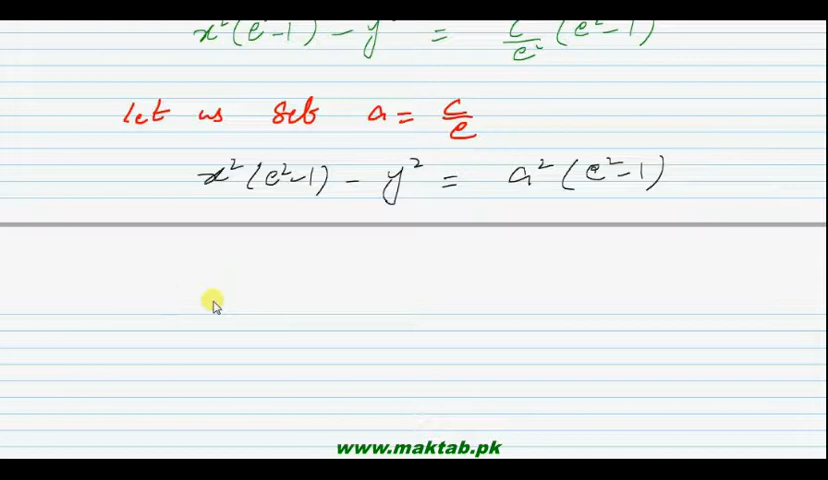 x²(e²-1) - y² = c²/e² (e²-1)
let us set a = c/e
x²(e²-1) - y² = a²(e²-1)
www.maktab.pk